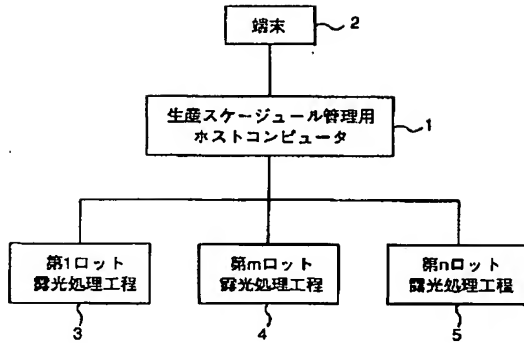 端末
2
生産スケージュール管理用
ホストコンピュータ
1
第1ロット
露光処理工程
3
第mロット
露光処理工程
4
第nロット
露光処理工程
5